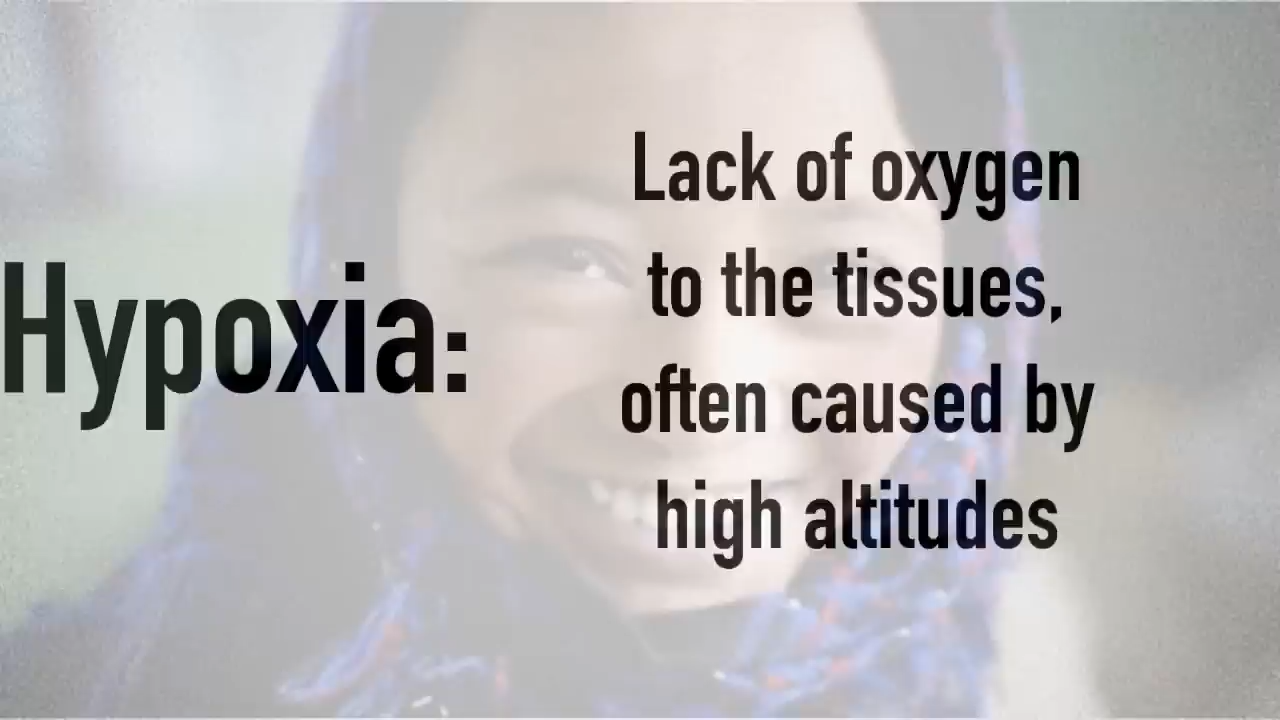 Hypoxia:
Lack of oxygen
to the tissues,
often caused by
high altitudes